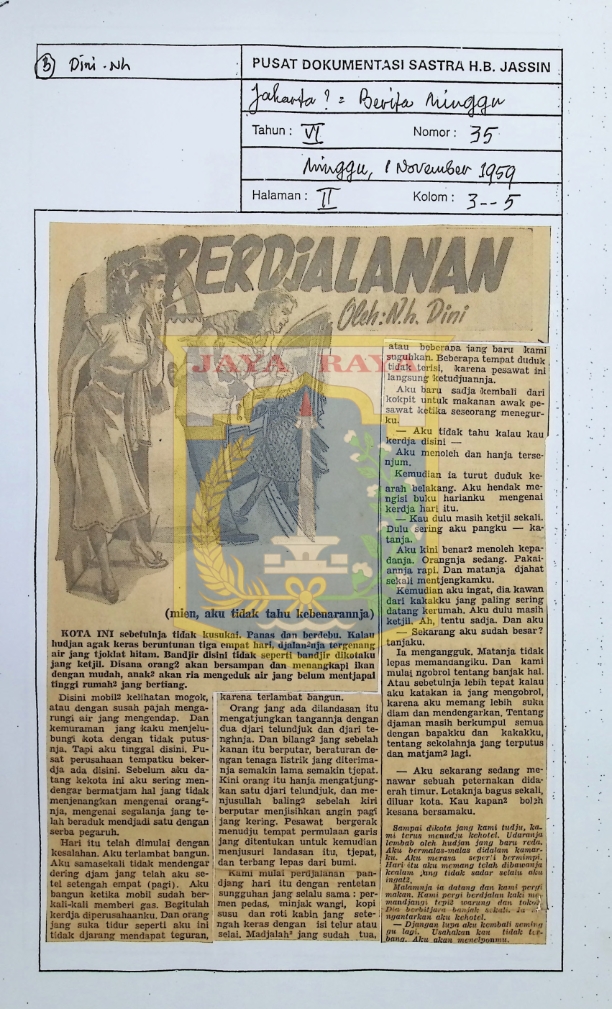 3 Dini. Nh
PUSAT DOKUMENTASI SASTRA H.B. JASSIN
Jakarta ? = Berita Minggu
Tahun : VI Nomor : 35
Minggu, 1 November 1959
Halaman : II Kolom : 3--5
PERDJALANAN
Oleh: N.h. Dini
JAYA RAYA
(mien, aku tidak tahu kebenarannya)
KOTA INI sebetulnja tidak kusukai. Panas dan berdebu. Kalau
hudjan agak keras beruntunan tiga empat hari, djalan-nja tergenang
air jang tjoklat hitam. Bandjir disini tidak seperti bandjir dikotaku
jang ketjil. Disana orang2 akan bersampan dan menangkapi ikan
dengan mudah, anak2 akan ria mengeduk air jang belum mentjapai
tinggi rumah2 jang bertiang.
Disini mobil2 kelihatan mogok,
atau dengan susah pajah menga-
rungi air jang mengendap. Dan
kemuraman jang kaku menjelu-
bungi kota dengan tidak putus-
nja. Tapi aku tinggal disini. Pu-
sat perusahaan tempatku beker-
dja ada disini. Sebelum aku da-
tang kekota ini aku sering men-
dengar bermatjam hal jang tidak
menjenangkan mengenai orang2-
nja, mengenai segalanja jang te-
lah beraduk mendjadi satu dengan
serba pegaruh.
Hari itu telah dimulai dengan
kesalahan. Aku terlambat bangun.
Aku samasekali tidak mendengar
dering djam jang telah aku se-
tel setengah empat (pagi). Aku
bangun ketika mobil sudah ber-
kali-kali memberi gas. Begitulah
kerdja diperusahaanku. Dan orang
jang suka tidur seperti aku ini
tidak djarang mendapat teguran,
karena terlambat bangun.
Orang jang ada dilandasan itu
mengatjungkan tangannja dengan
dua djari telundjuk dan djari te-
ngahnja. Dan bilang2 jang sebelah
kanan itu berputar, beraturan de-
ngan tenaga listrik jang diterima-
nja semakin lama semakin tjepat.
Kini orang itu hanja mengatjung-
kan satu djari telundjuk, dan me-
njusullah baling2 sebelah kiri
berputar menjisihkan angin pagi
jang kering. Pesawat bergerak
menudju tempat permulaan garis
jang ditentukan untuk kemudian
menjusuri landasan itu, tjepat,
dan terbang lepas dari bumi.
Kami mulai perdjalanan pan-
djang hari itu dengan rentetan
sungguhan jang selalu sama : per-
men pedas, minjak wangi, kopi
susu dan roti kabin jang sete-
ngah keras dengan isi telur atau
selai. Madjalah2 jang sudah tua,
atau beberapa jang baru kami
suguhkan. Beberapa tempat duduk
tidak terisi, karena pesawat ini
langsung ketudjuannja.
Aku baru sadja kembali dari
kokpit untuk makanan awak pe-
sawat ketika seseorang menegur-
ku.
— Aku tidak tahu kalau kau
kerdja disini —
Aku menoleh dan hanja terse-
njum.
Kemudian ia turut duduk ke-
arah belakang. Aku hendak me-
ngisi buku harianku mengenai
kerdja hari itu.
— Kau dulu masih ketjil sekali.
Dulu sering aku pangku — ka-
tanja.
Aku kini benar2 menoleh kepa-
danja. Orangnja sedang. Pakai-
annja rapi. Dan matanja djahat
sekali mentjengkamku.
Kemudian aku ingat, dia kawan
dari kakakku jang paling sering
datang kerumah. Aku dulu masih
ketjil. Ah, tentu sadja. Dan aku
— Sekarang aku sudah besar?
tanjaku.
Ia mengangguk. Matanja tidak
lepas memandangiku. Dan kami
mulai ngobrol tentang banjak hal.
Atau sebetulnja lebih tepat kalau
aku katakan ia jang mengobrol,
karena aku memang lebih suka
diam dan mendengarkan. Tentang
djaman masih berkumpul semua
dengan bapakku dan kakakku,
tentang sekolahnja jang terputus
dan matjam2 lagi.
— Aku sekarang sedang me-
nawar sebuah peternakan didae-
rah timur. Letaknja bagus sekali,
diluar kota. Kau kapan2 boleh
kesana bersamaku.
Sampai dikota jang kami tudju, ka-
mi terus menudju kehotel. Udaranja
lembab oleh hudjan jang baru reda.
Aku bermalas-malas didalam kamar-
ku. Aku merasa seperti bermimpi.
Hari itu aku memang telah dibawanja
kealam jang tidak sadar selalu aku
ingat2.
Malamnja ia datang dan kami pergi
makan. Kami pergi berdjalan kaki me-
mandjangi tepi2 warung dan toko2
Dia berbitjara banjak sekali. Ia me-
ngantarkan aku kehotel.
— Djangan lupa aku kembali seming
gu lagi. Usahakan kau tidak ter-
bang. Aku akan menelponmu.